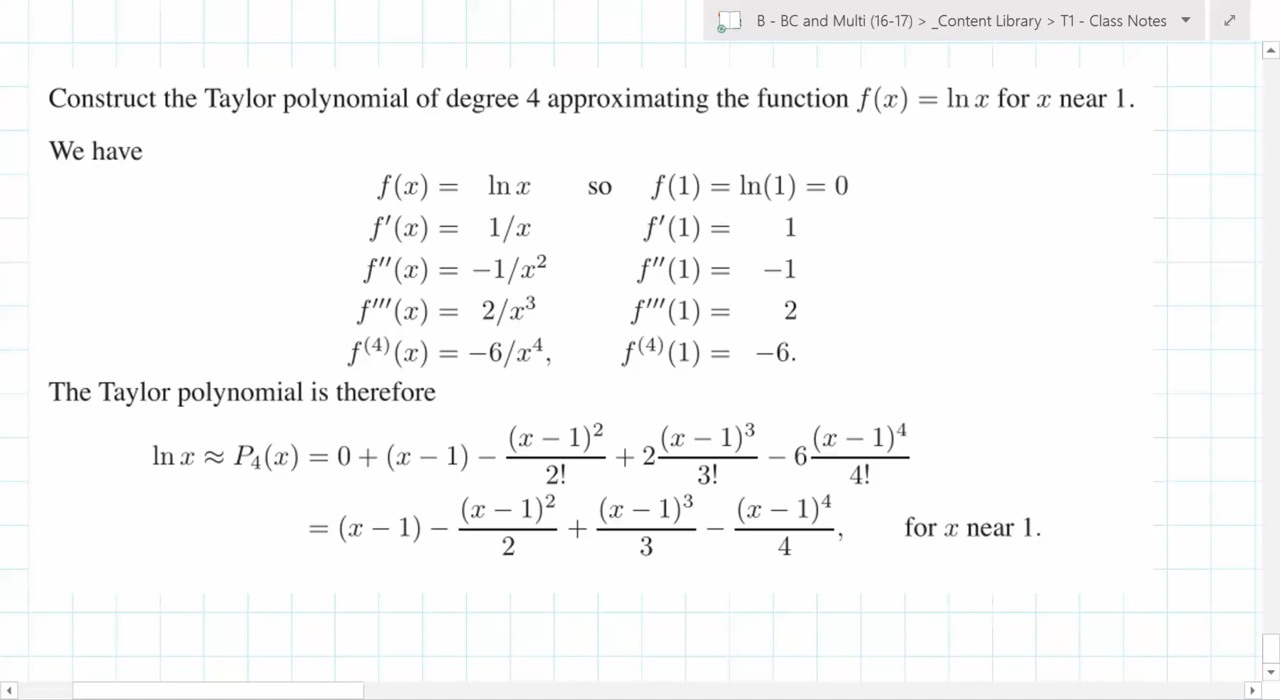 B - BC and Multi (16-17) > _Content Library > T1 - Class Notes
Construct the Taylor polynomial of degree 4 approximating the function f(x) = ln x for x near 1.
We have
f(x) = ln x so f(1) = ln(1) = 0
f′(x) = 1/x f′(1) = 1
f″(x) = −1/x² f″(1) = −1
f‴(x) = 2/x³ f‴(1) = 2
f⁽⁴⁾(x) = −6/x⁴, f⁽⁴⁾(1) = −6.
The Taylor polynomial is therefore
ln x ≈ P₄(x) = 0 + (x − 1) − (x − 1)²/2! + 2 (x − 1)³/3! − 6 (x − 1)⁴/4!
= (x − 1) − (x − 1)²/2 + (x − 1)³/3 − (x − 1)⁴/4, for x near 1.